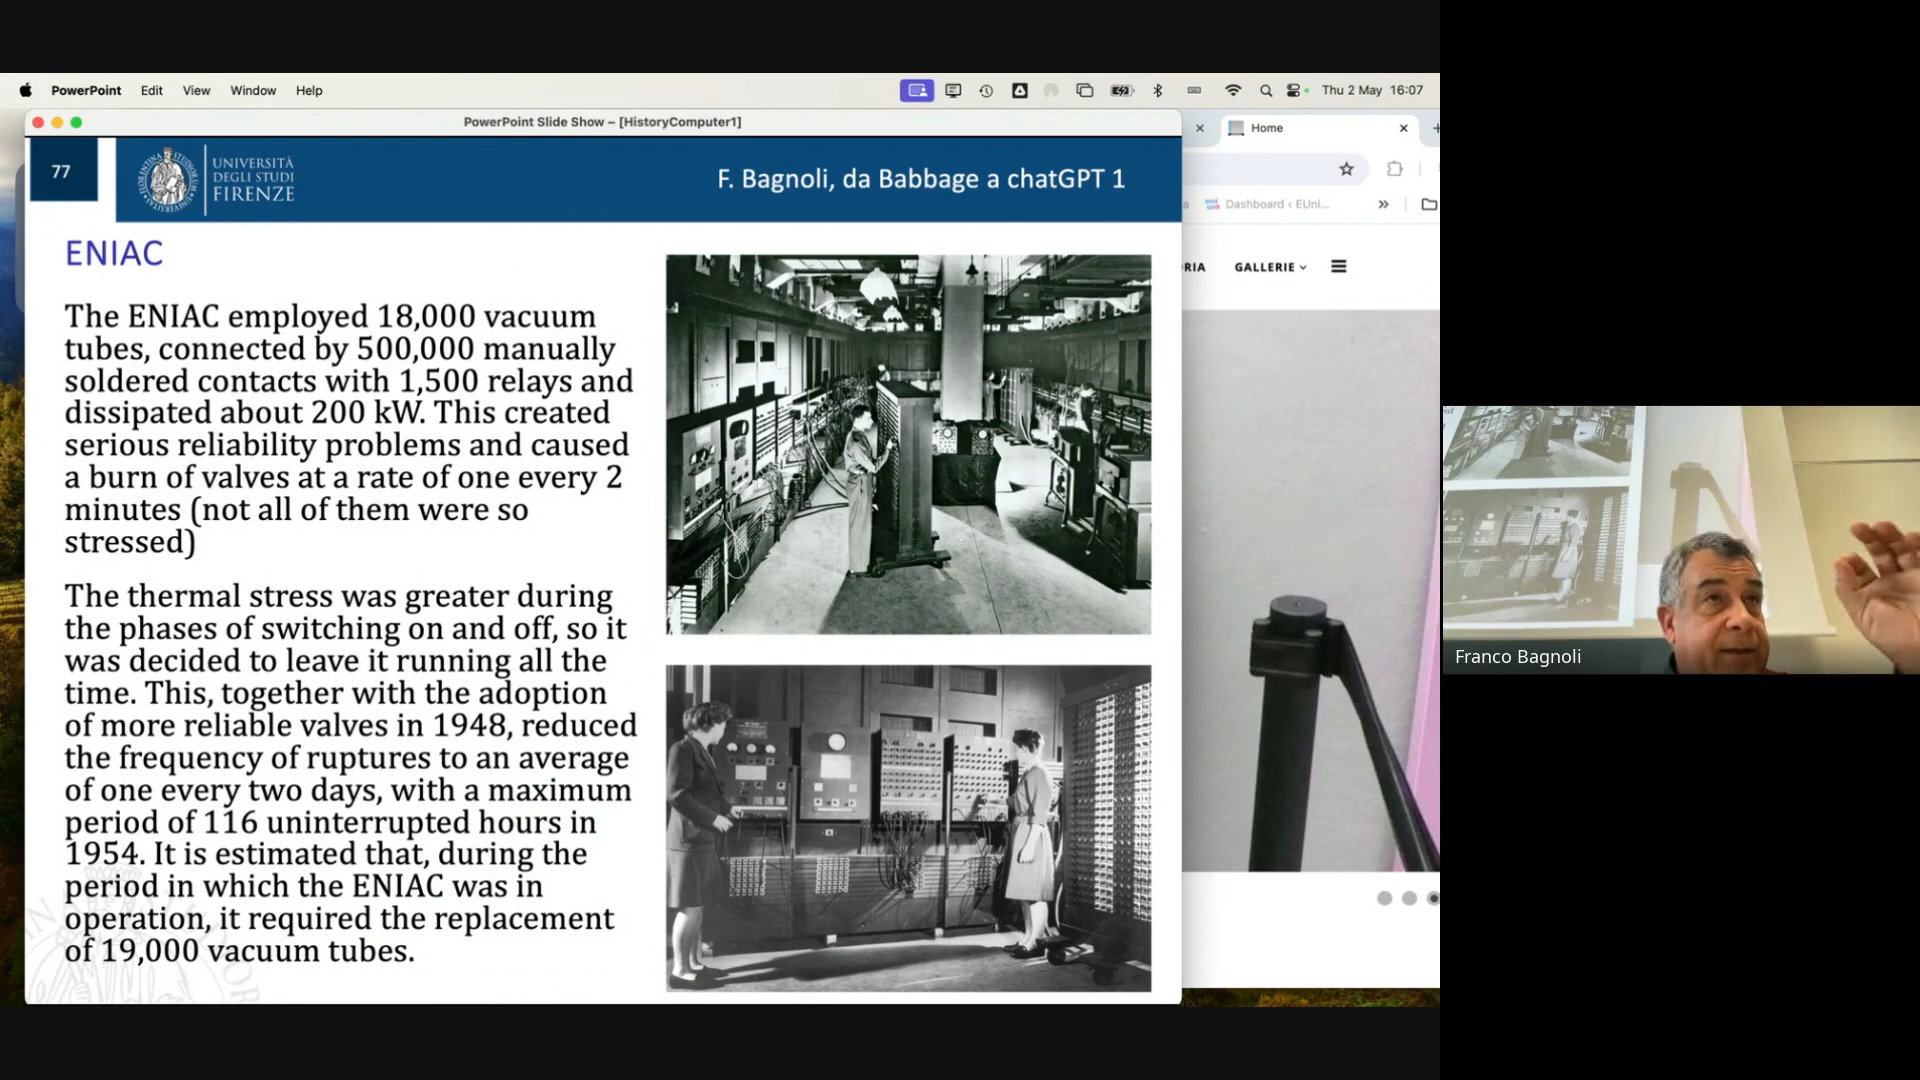 PowerPoint Edit View Window Help Thu 2 May 16:07
PowerPoint Slide Show – [HistoryComputer1]
Home
77
UNIVERSITÀ
DEGLI STUDI
FIRENZE
F. Bagnoli, da Babbage a chatGPT 1
Dashboard ‹ EUni...
ENIAC
RIA GALLERIE
The ENIAC employed 18,000 vacuum
tubes, connected by 500,000 manually
soldered contacts with 1,500 relays and
dissipated about 200 kW. This created
serious reliability problems and caused
a burn of valves at a rate of one every 2
minutes (not all of them were so
stressed)
The thermal stress was greater during
the phases of switching on and off, so it
was decided to leave it running all the
time. This, together with the adoption
of more reliable valves in 1948, reduced
the frequency of ruptures to an average
of one every two days, with a maximum
period of 116 uninterrupted hours in
1954. It is estimated that, during the
period in which the ENIAC was in
operation, it required the replacement
of 19,000 vacuum tubes.
Franco Bagnoli